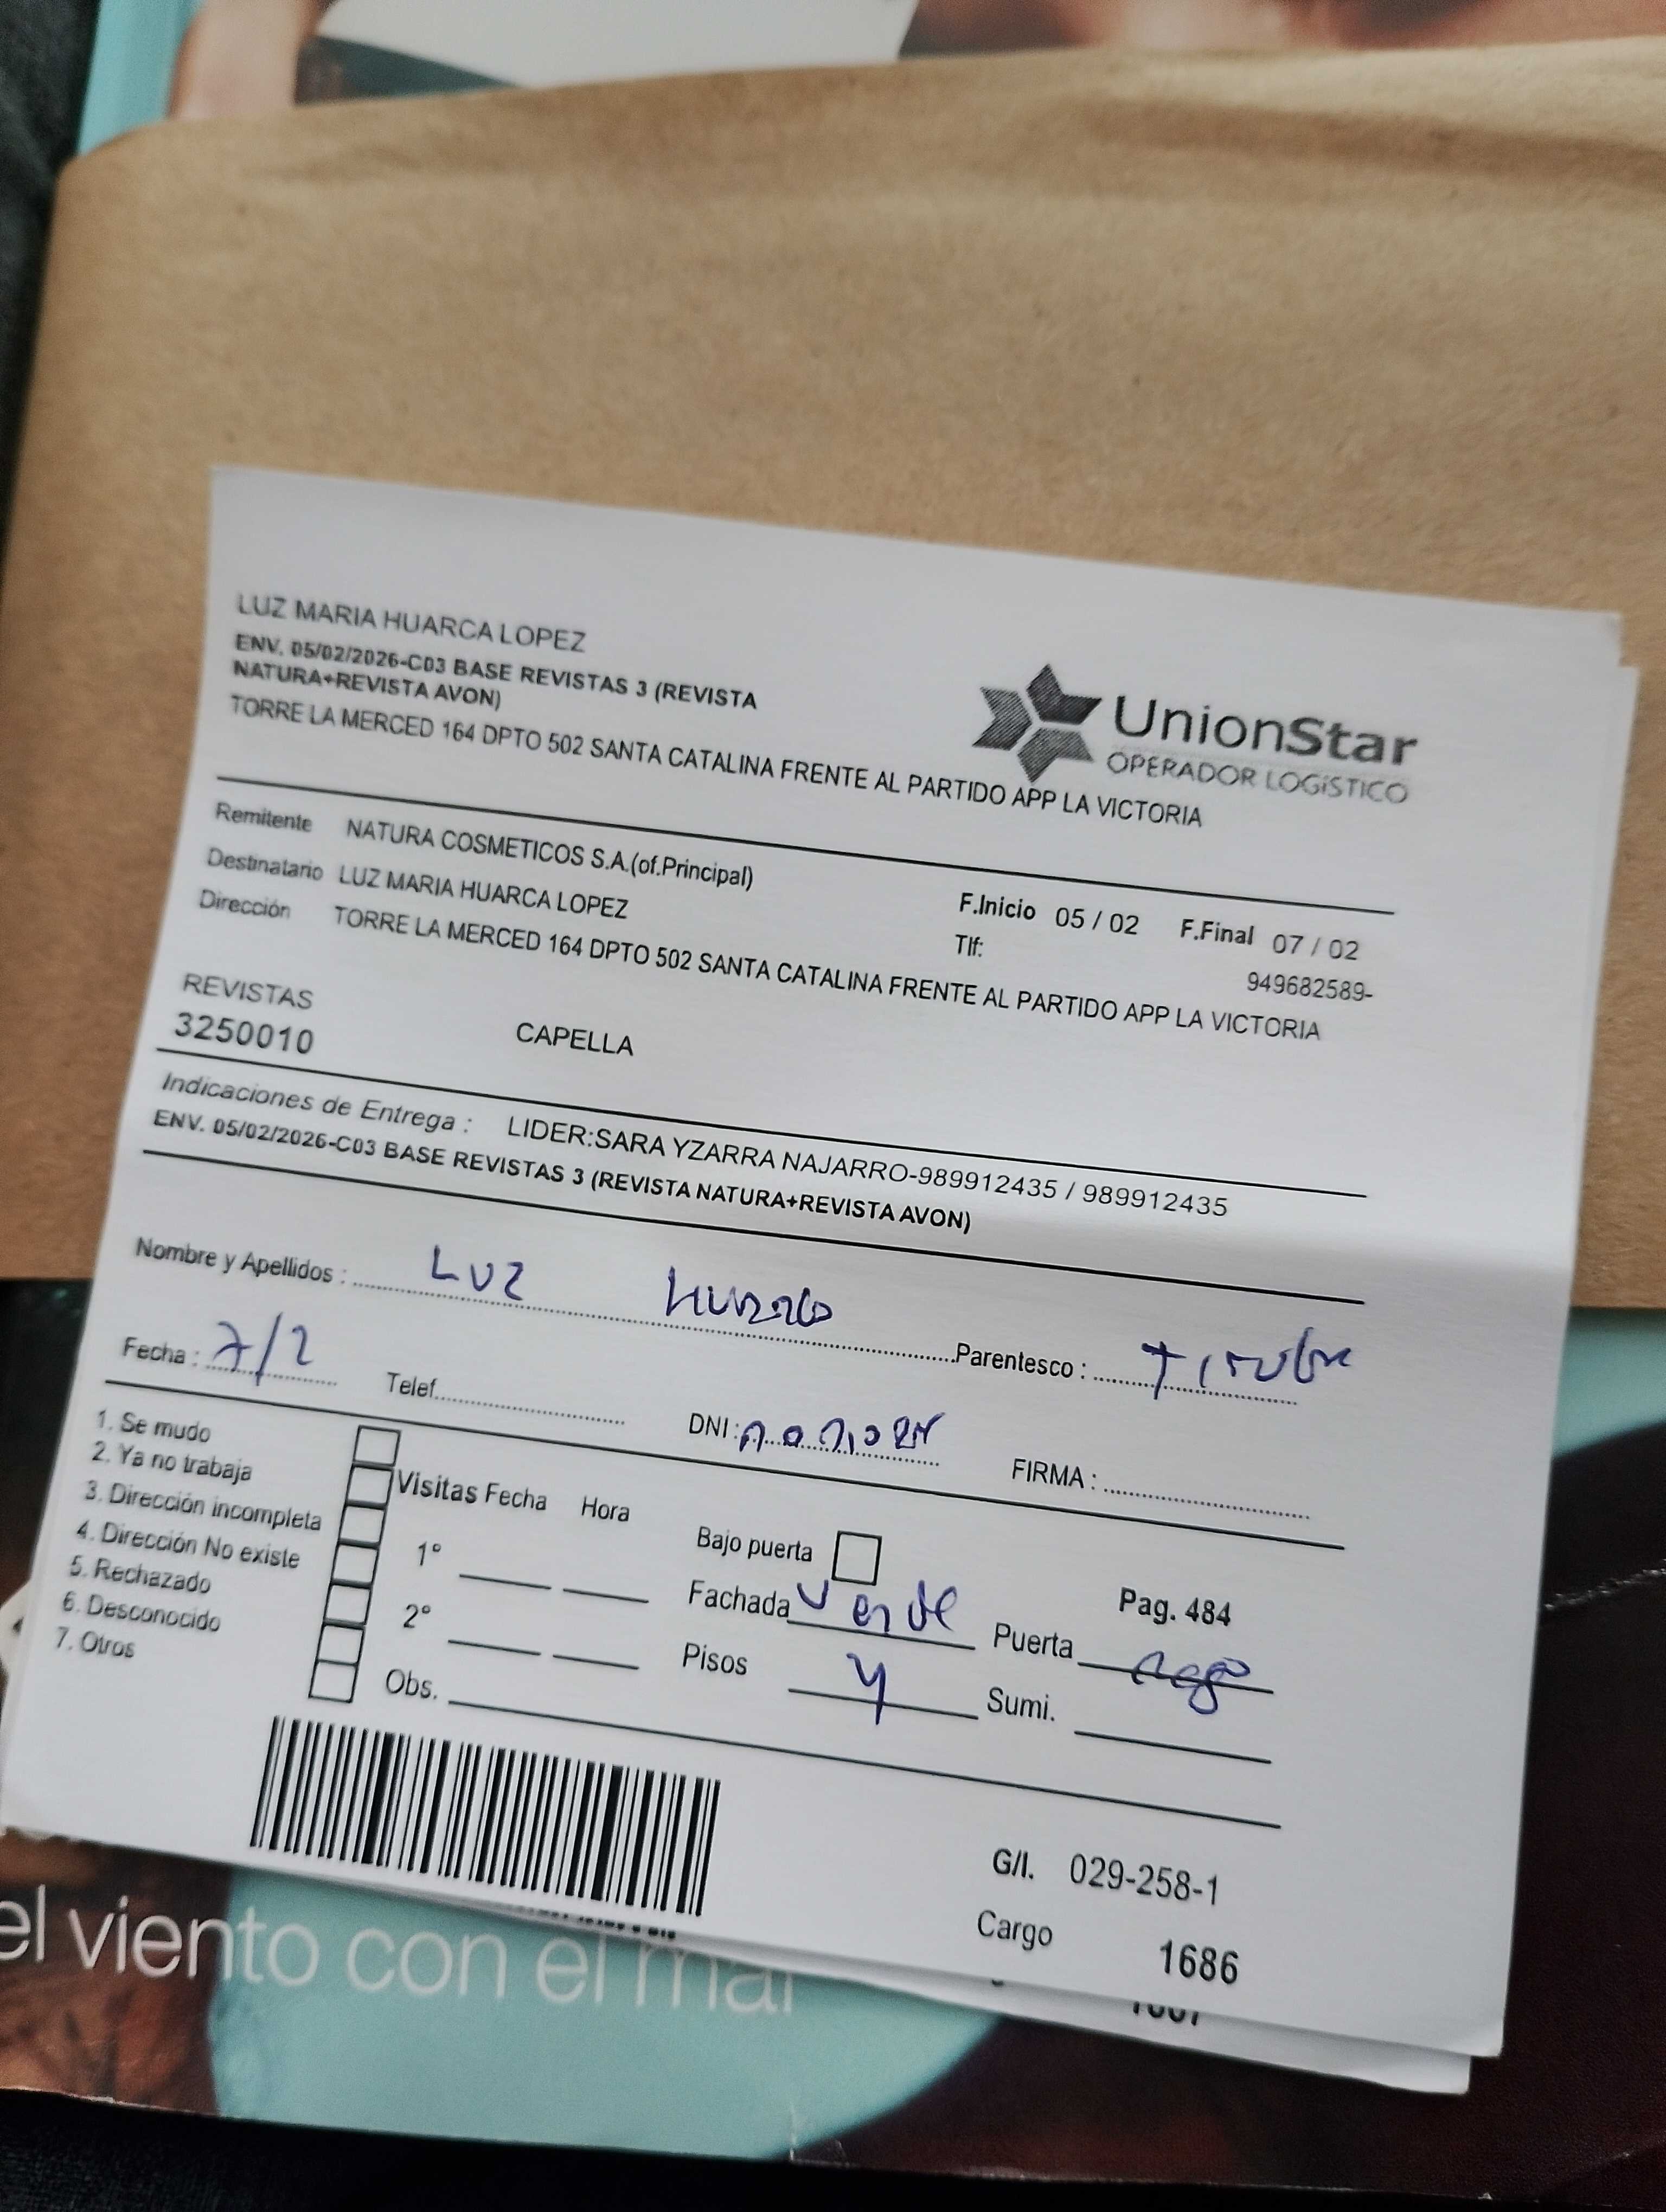 LUZ MARIA HUARCA LOPEZ
ENV. 05/02/2026-C03 BASE REVISTAS 3 (REVISTA
NATURA+REVISTA AVON)
TORRE LA MERCED 164 DPTO 502 SANTA CATALINA FRENTE AL PARTIDO APP LA VICTORIA
UnionStar
OPERADOR LOGÍSTICO
Remitente NATURA COSMETICOS S.A.(of.Principal)
F.Inicio 05 / 02 F.Final 07 / 02
Destinatario LUZ MARIA HUARCA LOPEZ
Tlf: 949682589-
Dirección TORRE LA MERCED 164 DPTO 502 SANTA CATALINA FRENTE AL PARTIDO APP LA VICTORIA
REVISTAS
3250010 CAPELLA
Indicaciones de Entrega : LIDER:SARA YZARRA NAJARRO-989912435 / 989912435
ENV. 05/02/2026-C03 BASE REVISTAS 3 (REVISTA NATURA+REVISTA AVON)
Nombre y Apellidos : LUZ
Parentesco :
Fecha : 7/2 Telef. DNI: FIRMA :
1. Se mudo
2. Ya no trabaja
3. Dirección incompleta
4. Dirección No existe
5. Rechazado
6. Desconocido
7. Otros
Visitas Fecha Hora
1°
2°
Obs.
Bajo puerta
Fachada Verde Puerta
Pisos 4 Sumi.
Pag. 484
G/I. 029-258-1
Cargo 1686
el viento con el mar